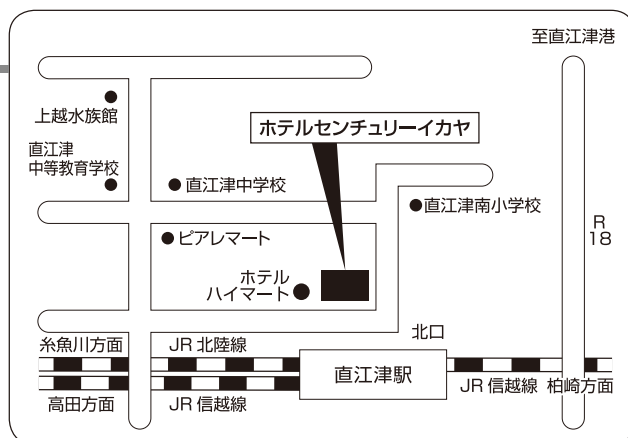 至直江津港
上越水族館
ホテルセンチュリーイカヤ
直江津
中等教育学校
直江津中学校
直江津南小学校
R
18
ピアレマート
ホテル
ハイマート
北口
糸魚川方面
JR 北陸線
直江津駅
JR 信越線
柏崎方面
高田方面
JR 信越線